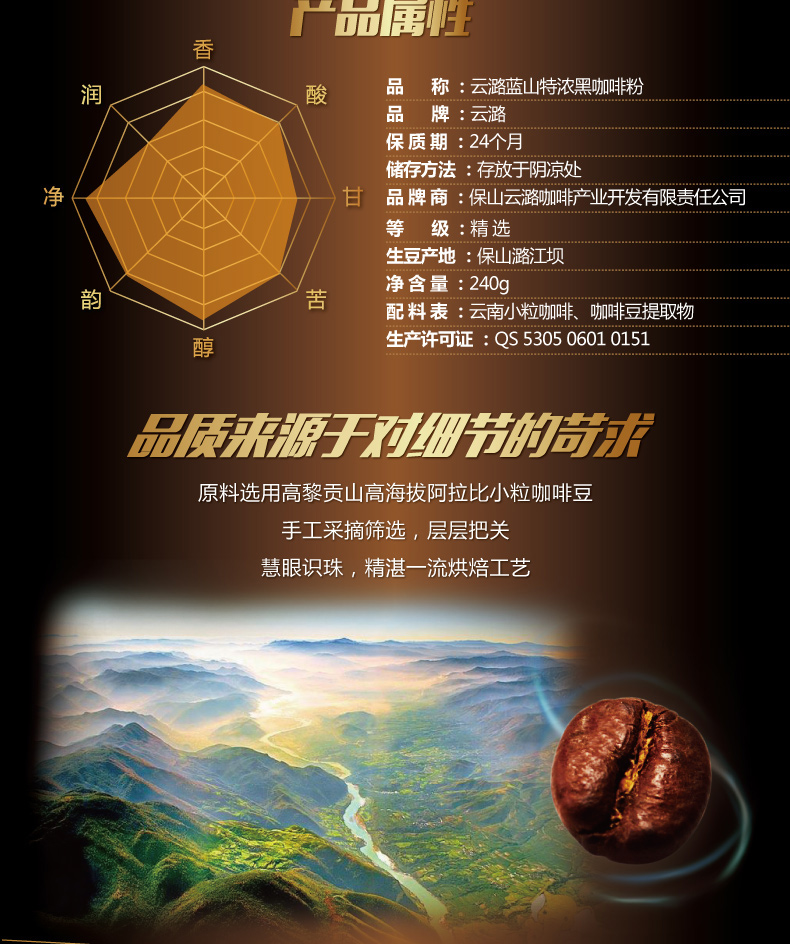 产品属性
香
润
酸
净
甘
韵
苦
醇
品 称：云潞蓝山特浓黑咖啡粉
品 牌：云潞
保质期：24个月
储存方法：存放于阴凉处
品牌商：保山云潞咖啡产业开发有限责任公司
等 级：精选
生豆产地：保山潞江坝
净含量：240g
配料表：云南小粒咖啡、咖啡豆提取物
生产许可证：QS 5305 0601 0151
品质来源于对细节的苛求
原料选用高黎贡山高海拔阿拉比小粒咖啡豆
手工采摘筛选，层层把关
慧眼识珠，精湛一流烘焙工艺